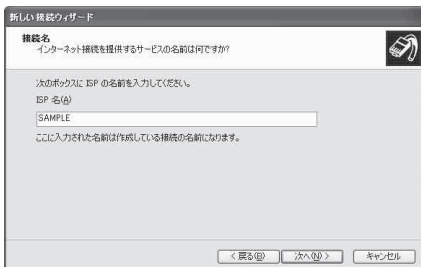 新しい接続ウィザード
接続名
インターネット接続を提供するサービスの名前は何ですか?
次のボックスに ISP の名前を入力してください。
ISP 名(A)
SAMPLE
ここに入力された名前は作成している接続の名前になります。
< 戻る(B)
次へ(N) >
キャンセル